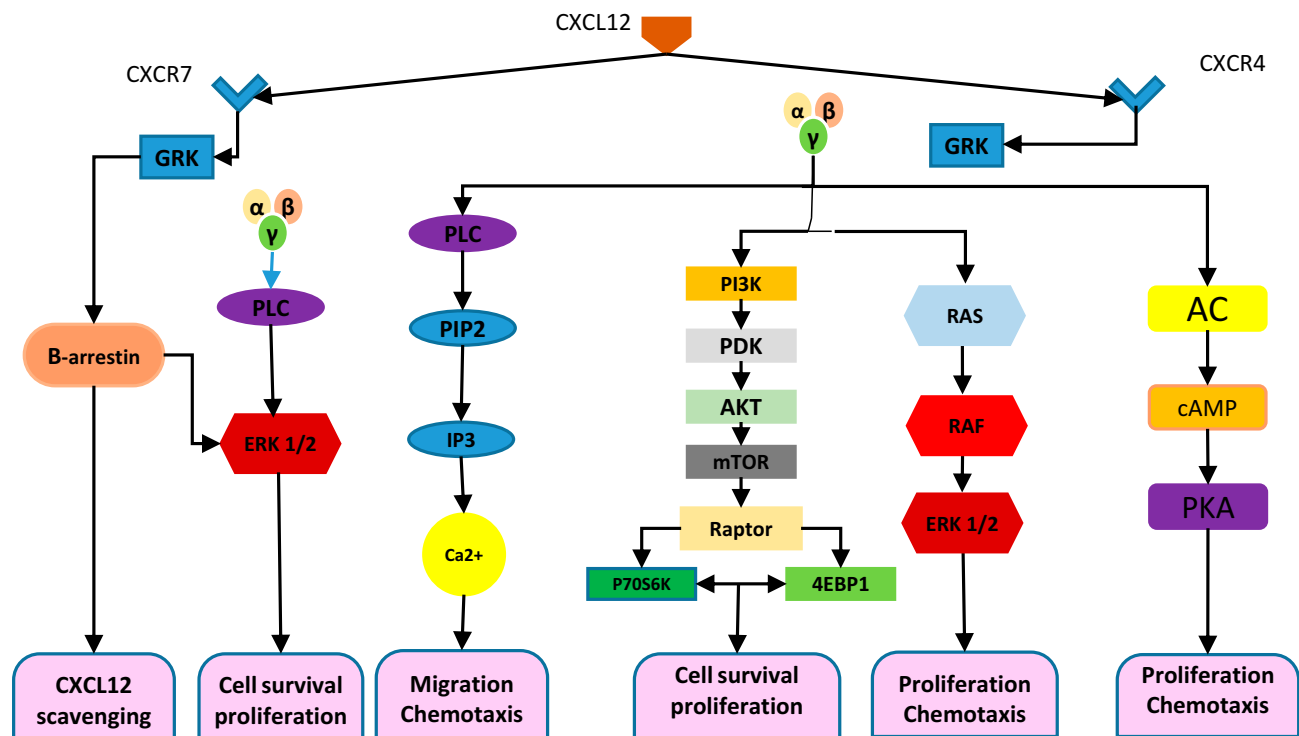 CXCL12
CXCR7
CXCR4
α β
γ
GRK
GRK
α β
γ
PLC
PLC
PI3K
RAS
AC
PIP2
PDK
B-arrestin
AKT
cAMP
ERK 1/2
IP3
RAF
mTOR
PKA
Raptor
ERK 1/2
Ca2+
P70S6K
4EBP1
CXCL12
scavenging
Cell survival
proliferation
Migration
Chemotaxis
Cell survival
proliferation
Proliferation
Chemotaxis
Proliferation
Chemotaxis